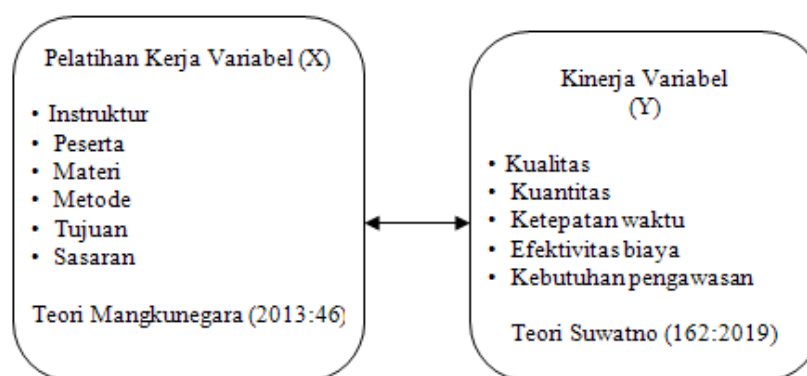 Pelatihan Kerja Variabel (X)
• Instruktur
• Peserta
• Materi
• Metode
• Tujuan
• Sasaran
Teori Mangkunegara (2013:46)
Kinerja Variabel
(Y)
• Kualitas
• Kuantitas
• Ketepatan waktu
• Efektivitas biaya
• Kebutuhan pengawasan
Teori Suwatno (162:2019)